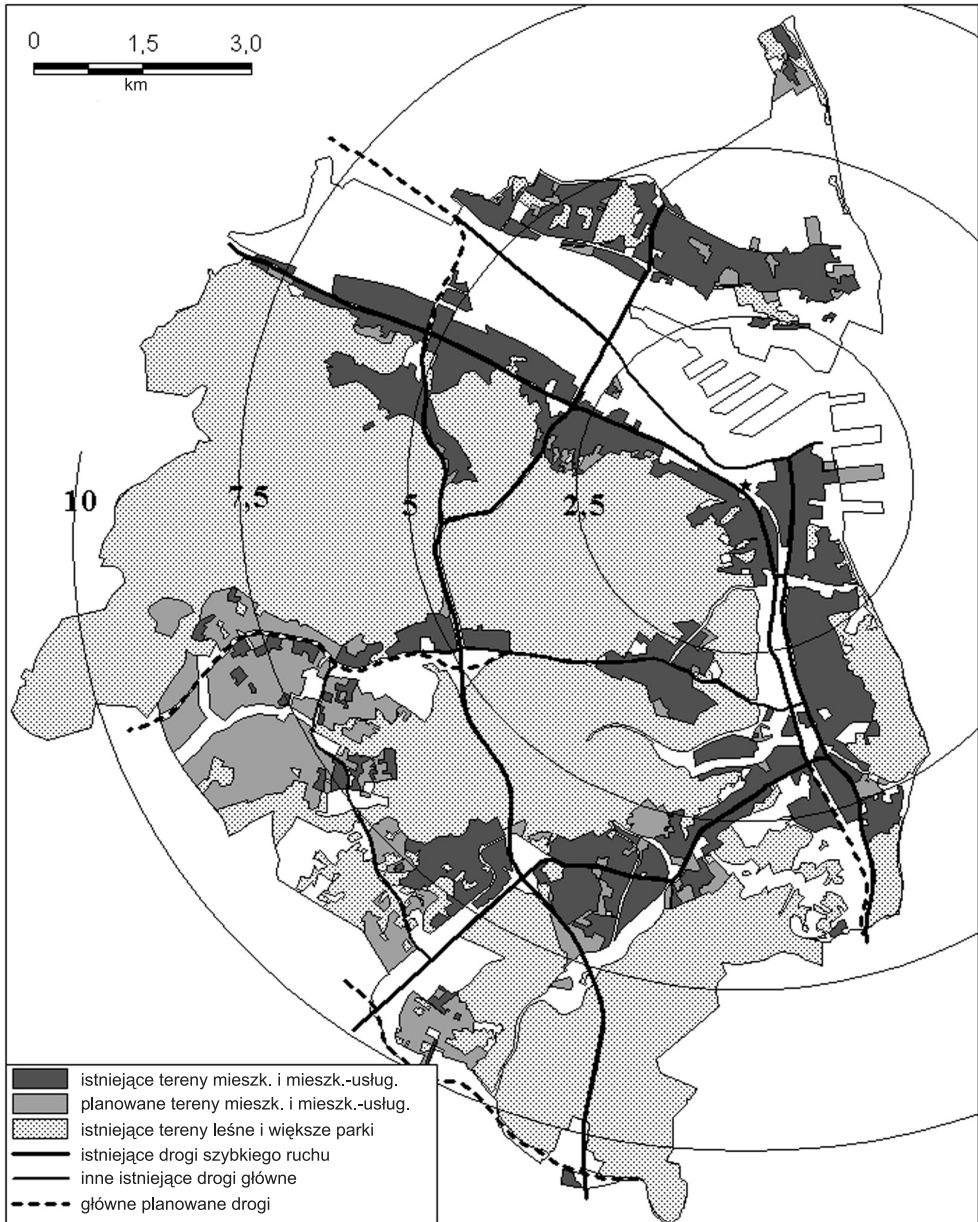 0 1,5 3,0
km
10 7,5 5 2,5
istniejące tereny mieszk. i mieszk.-usług.
planowane tereny mieszk. i mieszk.-usług.
istniejące tereny leśne i większe parki
istniejące drogi szybkiego ruchu
inne istniejące drogi główne
główne planowane drogi